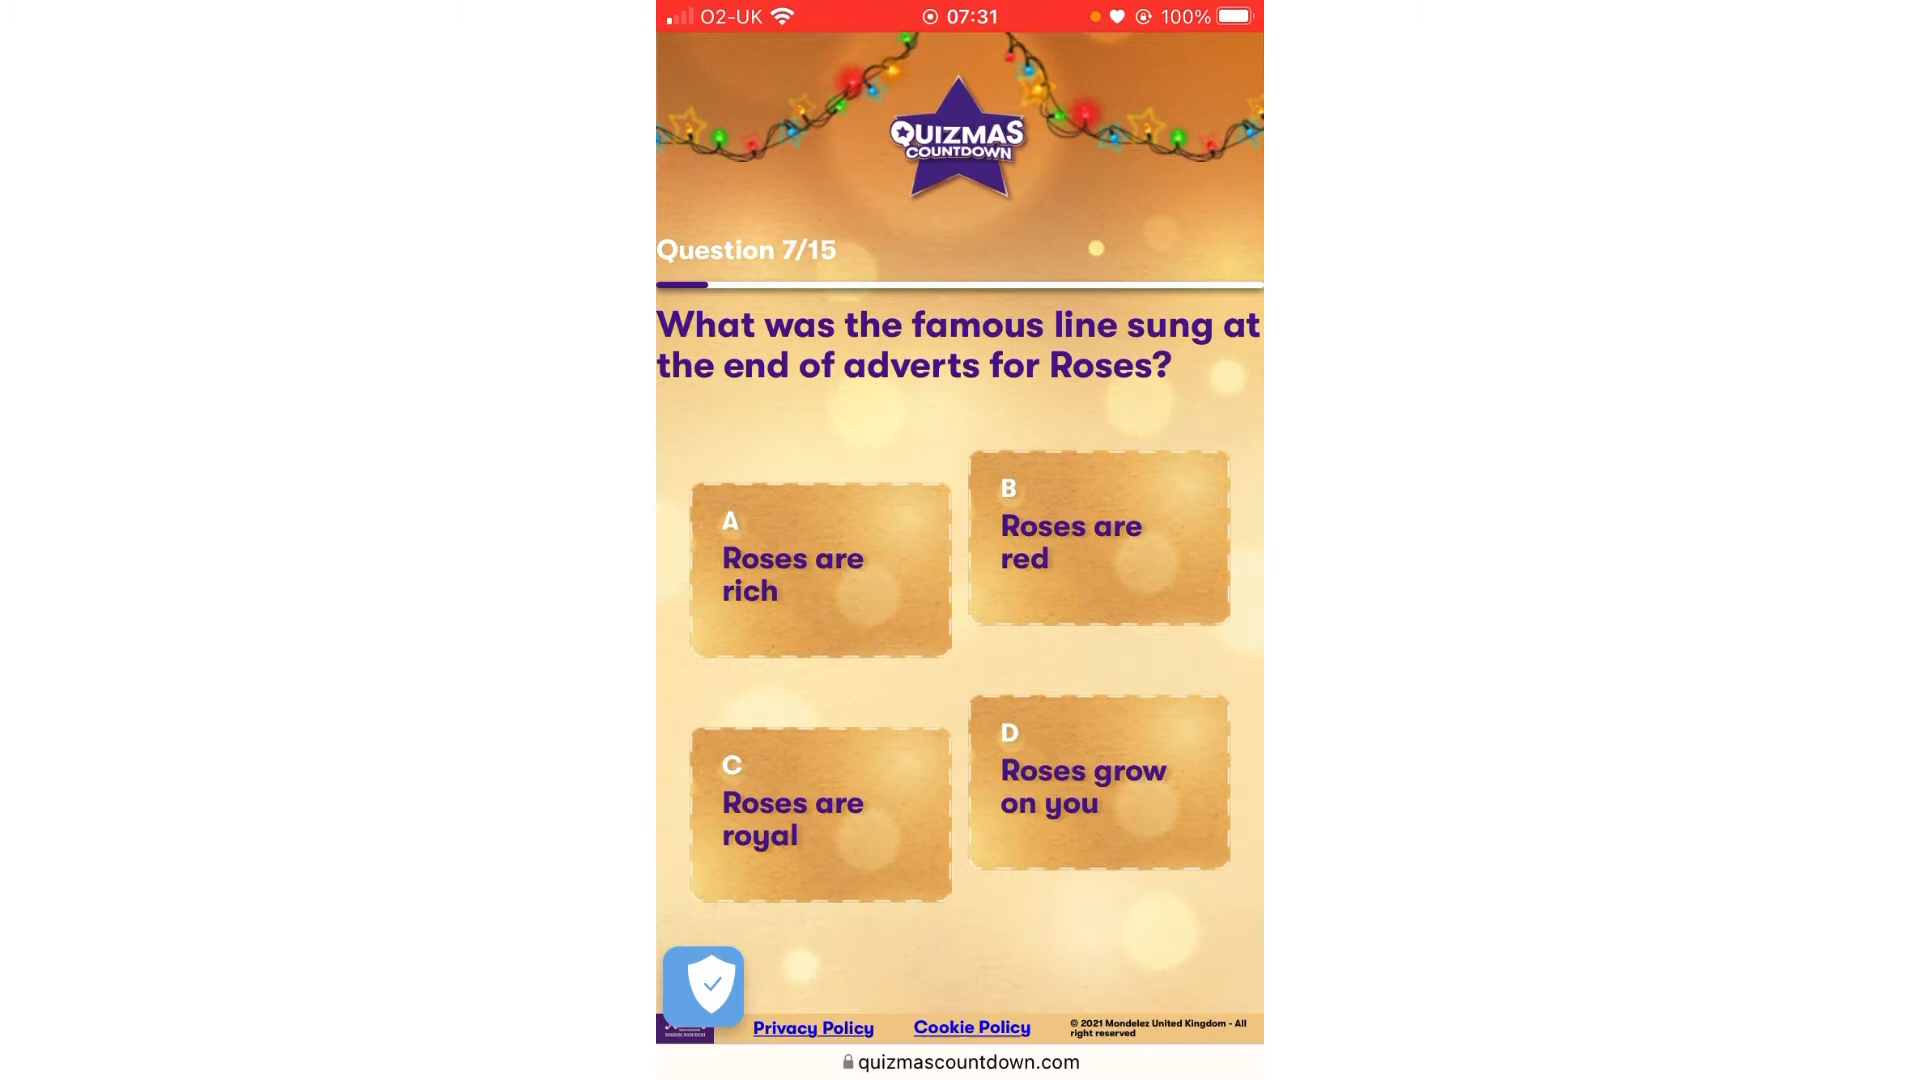 O2-UK
07:31
100%
QUIZMAS
COUNTDOWN
Question 7/15
What was the famous line sung at
the end of adverts for Roses?
A
Roses are
rich
B
Roses are
red
C
Roses are
royal
D
Roses grow
on you
Privacy Policy
Cookie Policy
© 2021 Mondelez United Kingdom - All
right reserved
quizmascountdown.com